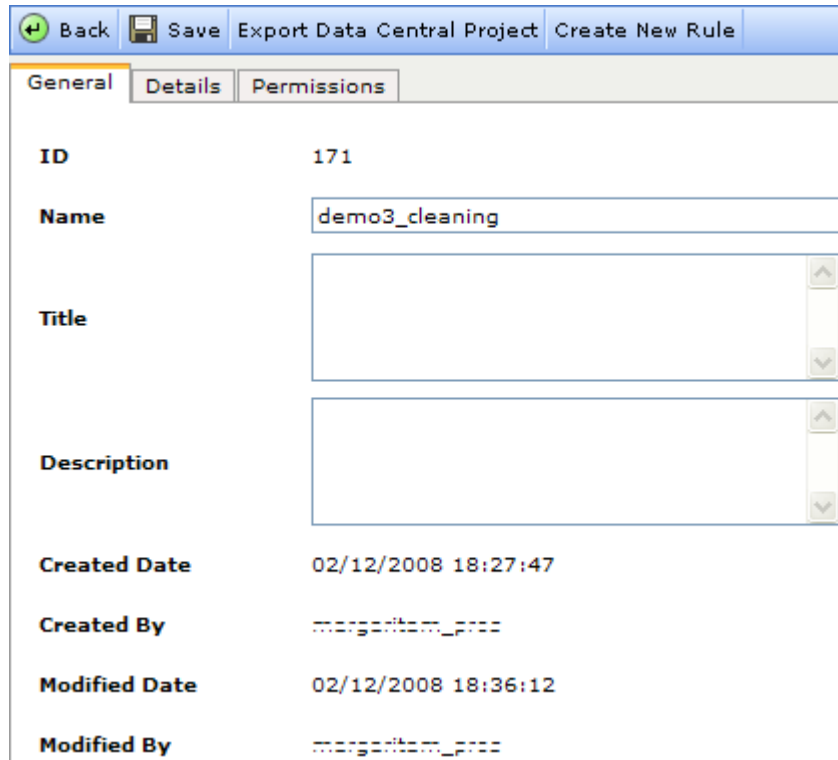 Back Save Export Data Central Project Create New Rule
General Details Permissions
ID 171
Name demo3_cleaning
Title
Description
Created Date 02/12/2008 18:27:47
Created By
Modified Date 02/12/2008 18:36:12
Modified By